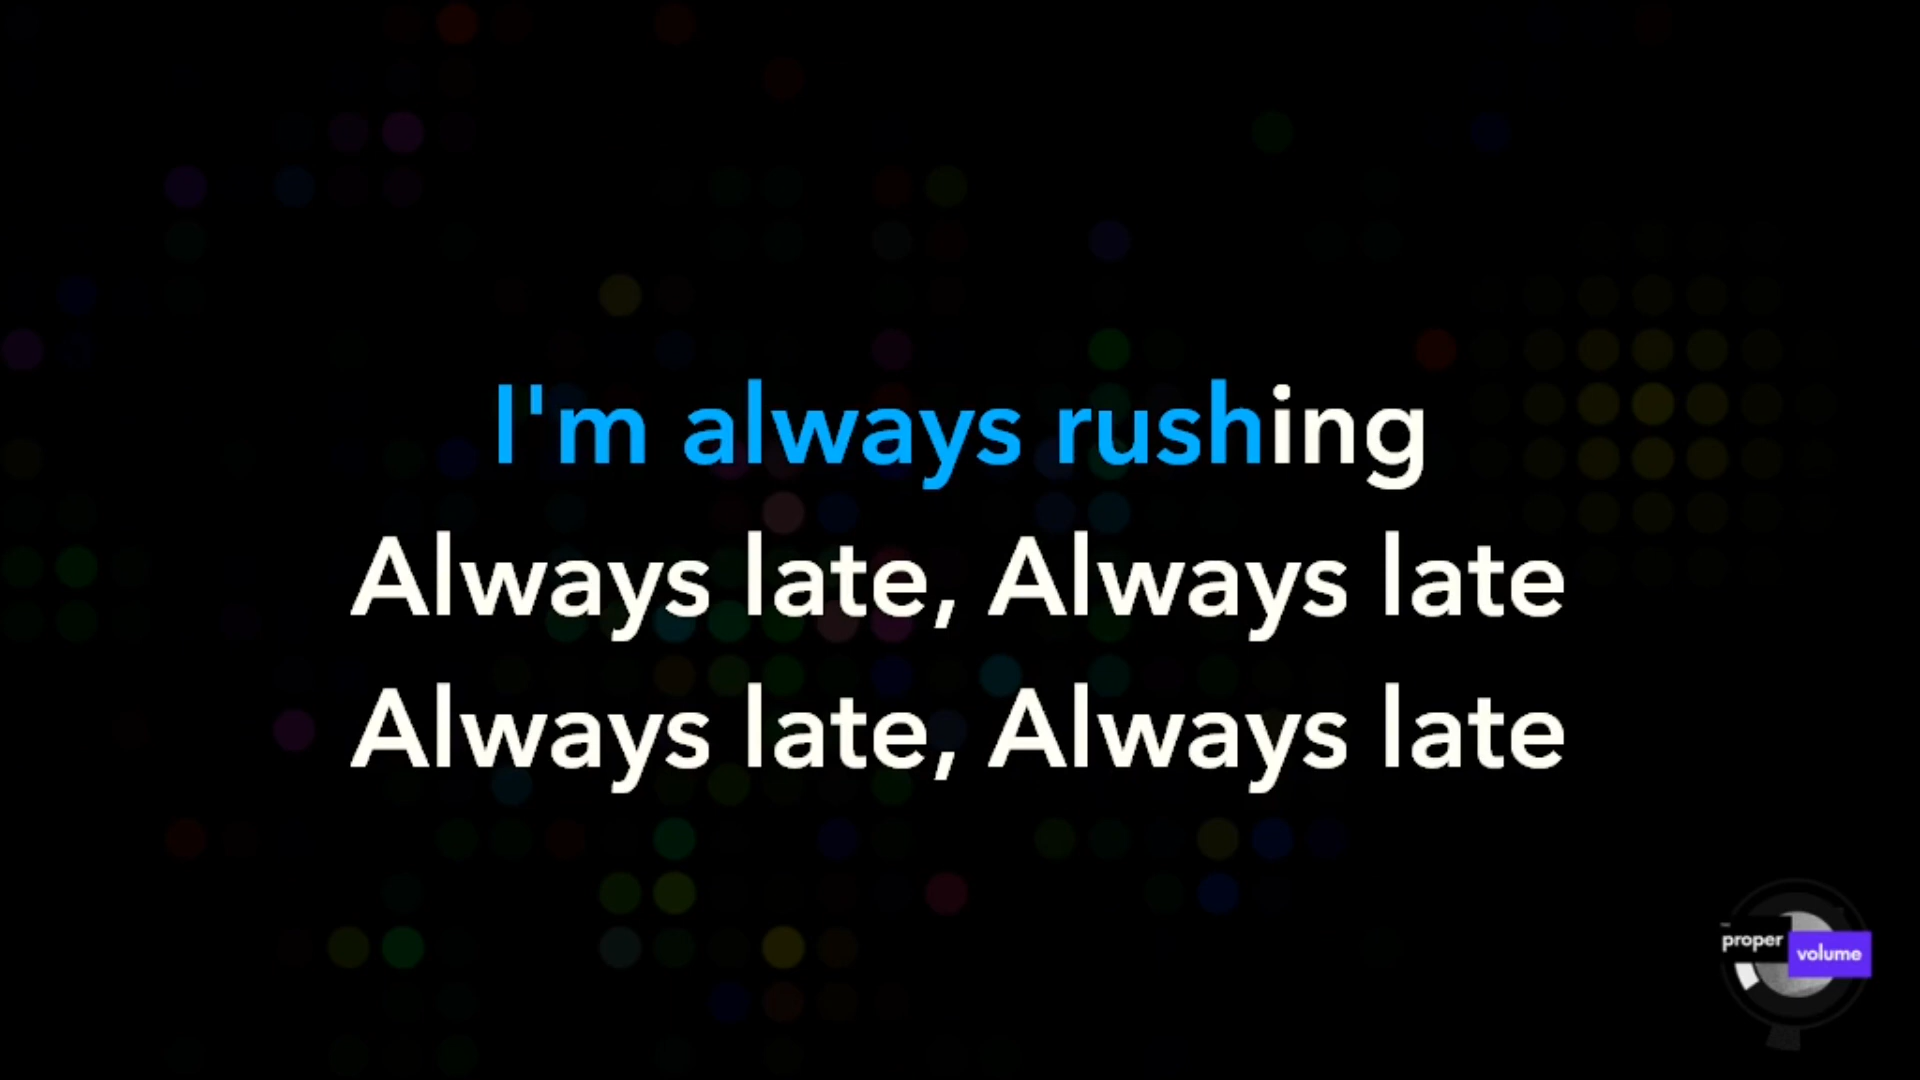 I'm always rushing
Always late, Always late
Always late, Always late
proper
volume